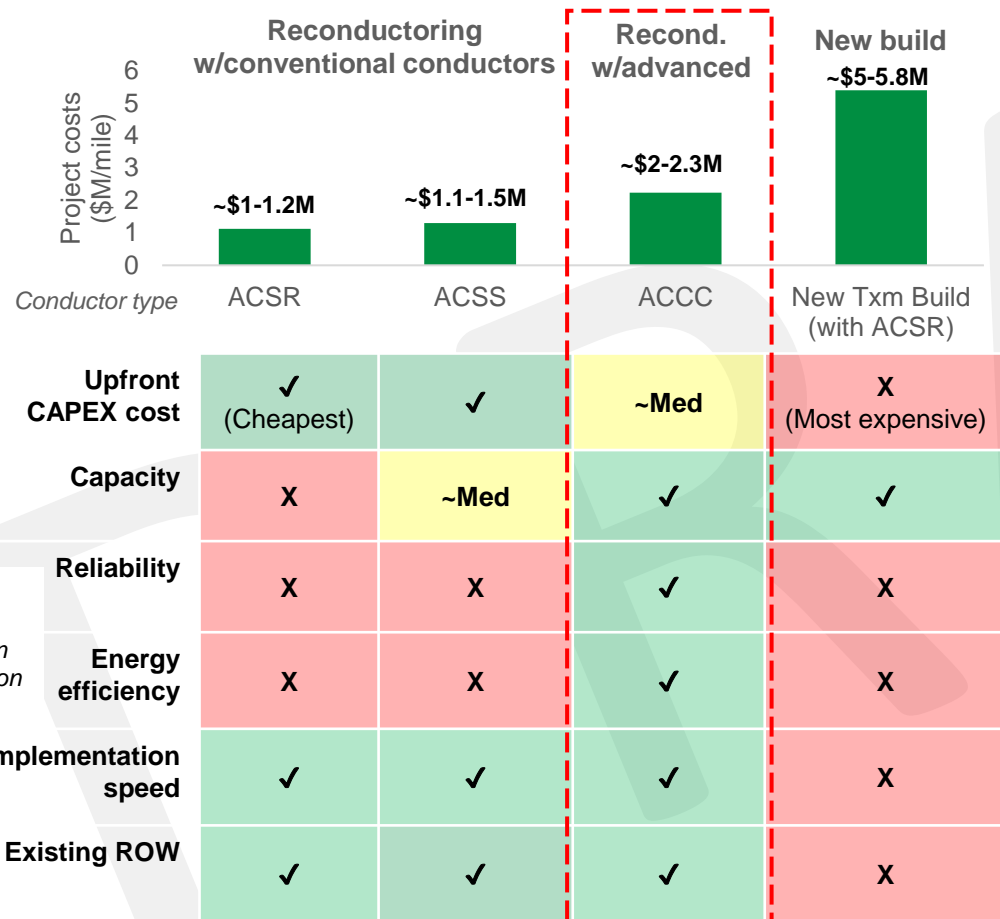 Reconductoring
w/conventional conductors
Recond.
w/advanced
New build
Project costs
($M/mile)
6
5
4
3
2
1
0
~$1-1.2M
~$1.1-1.5M
~$2-2.3M
~$5-5.8M
Conductor type
ACSR
ACSS
ACCC
New Txm Build
(with ACSR)
Upfront
CAPEX cost
✓
(Cheapest)
✓
~Med
X
(Most expensive)
Capacity
X
~Med
✓
✓
Reliability
X
X
✓
X
Energy
efficiency
X
X
✓
X
mplementation
speed
✓
✓
✓
X
Existing ROW
✓
✓
✓
X